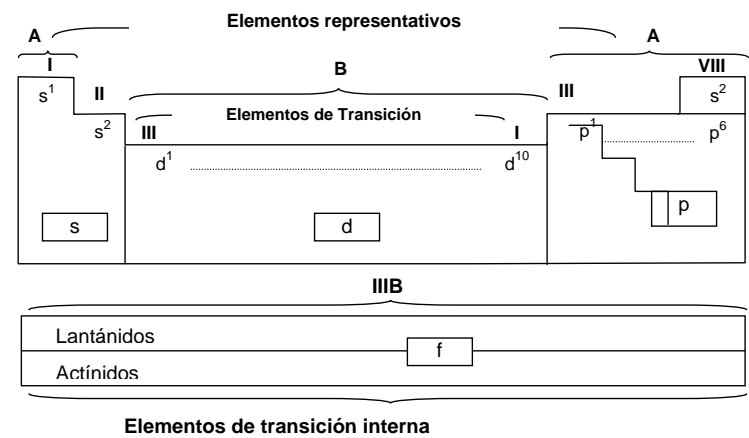 Elementos representativos
A A
I B VIII
s¹ II III s²
Elementos de Transición
s² III I p¹ ........ p⁶
d¹ ........ d¹⁰
s d p
IIIB
Lantánidos
f
Actínidos
Elementos de transición interna